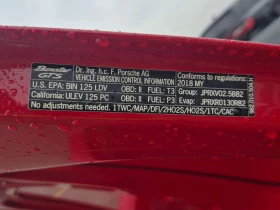 Boxster GTS
Dr. Ing. h.c. F. Porsche AG
VEHICLE EMISSION CONTROL INFORMATION
Conforms to regulations:
2018 MY
U.S. EPA: BIN 125 LDV OBD: II FUEL: T3 Group: JPRXV02.5B82
California: ULEV 125 PC OBD: II FUEL: P3 Evap: JPRXR0130R82
No adjustments needed. 1TWC/MAP/DFI/2HO2S/HO2S/1TC/CAC